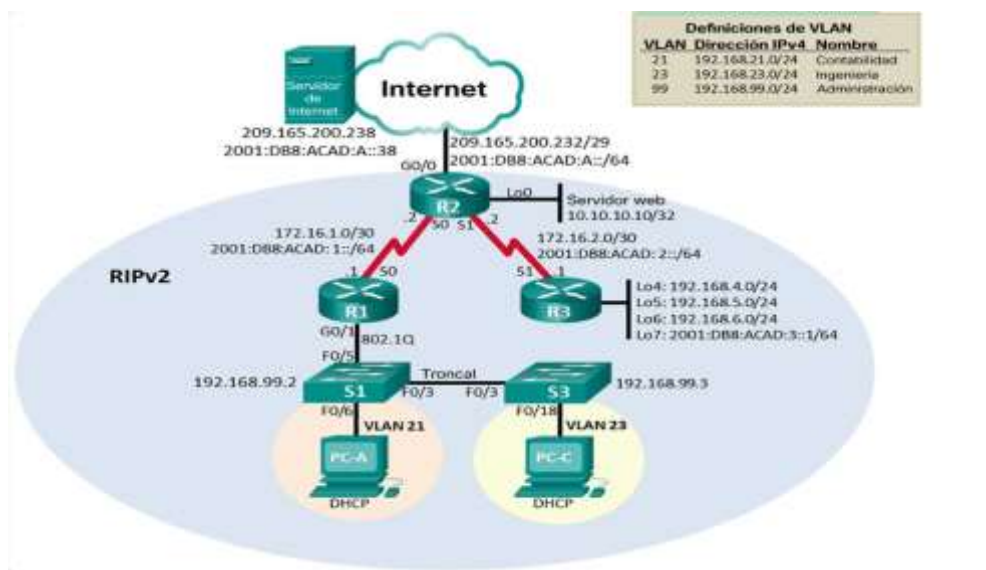 Definiciones de VLAN
VLAN Dirección IPv4 Nombre
21 192.168.21.0/24 Contabilidad
23 192.168.23.0/24 Ingeniería
99 192.168.99.0/24 Administración
Servidor
de
Internet
Internet
209.165.200.238
2001:DB8:ACAD:A::38
209.165.200.232/29
2001:DB8:ACAD:A::/64
G0/0
R2
Lo0
Servidor web
10.10.10.10/32
.2 S0 S1 .2
172.16.1.0/30
2001:DB8:ACAD: 1::/64
172.16.2.0/30
2001:DB8:ACAD: 2::/64
RIPv2
.1 S0
S1 .1
R1
R3
Lo4: 192.168.4.0/24
Lo5: 192.168.5.0/24
Lo6: 192.168.6.0/24
Lo7: 2001:DB8:ACAD:3::1/64
G0/1
802.1Q
F0/5
192.168.99.2
S1
Troncal
F0/3 F0/3
S3
192.168.99.3
F0/6
VLAN 21
F0/18
VLAN 23
PC-A
PC-C
DHCP
DHCP